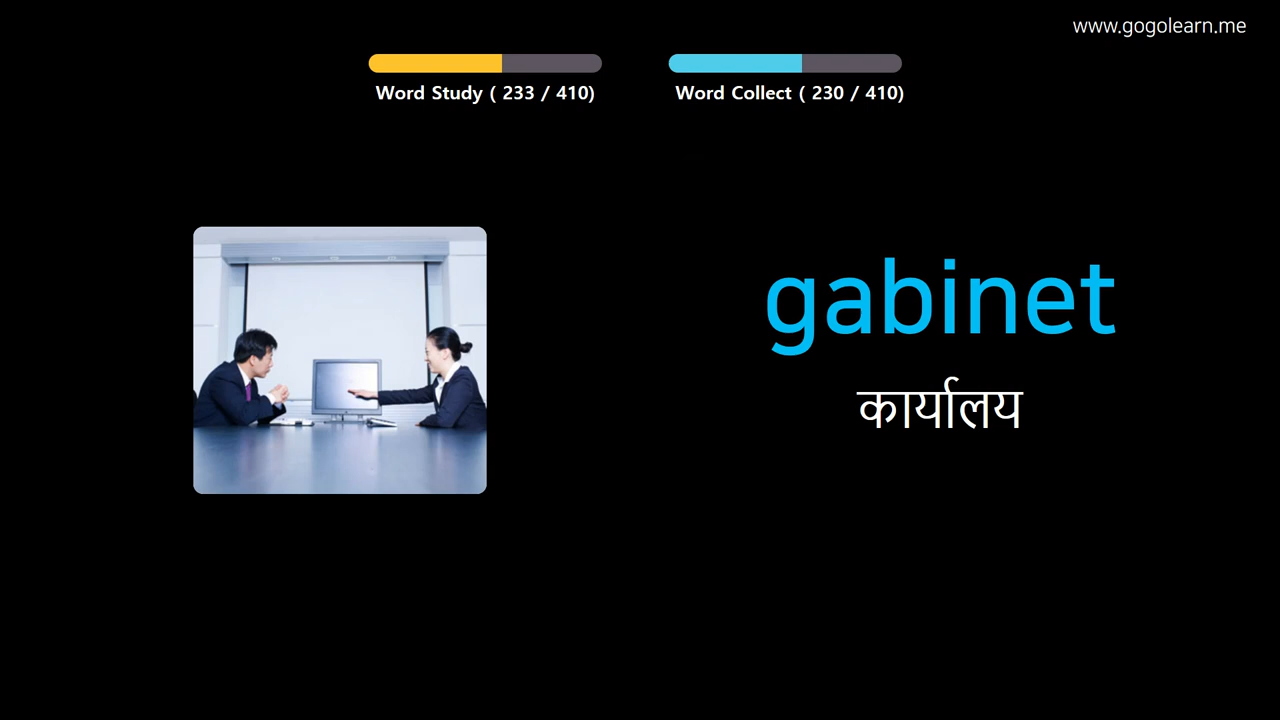 www.gogolearn.me
Word Study ( 233 / 410)
Word Collect ( 230 / 410)
gabinet
कार्यालय